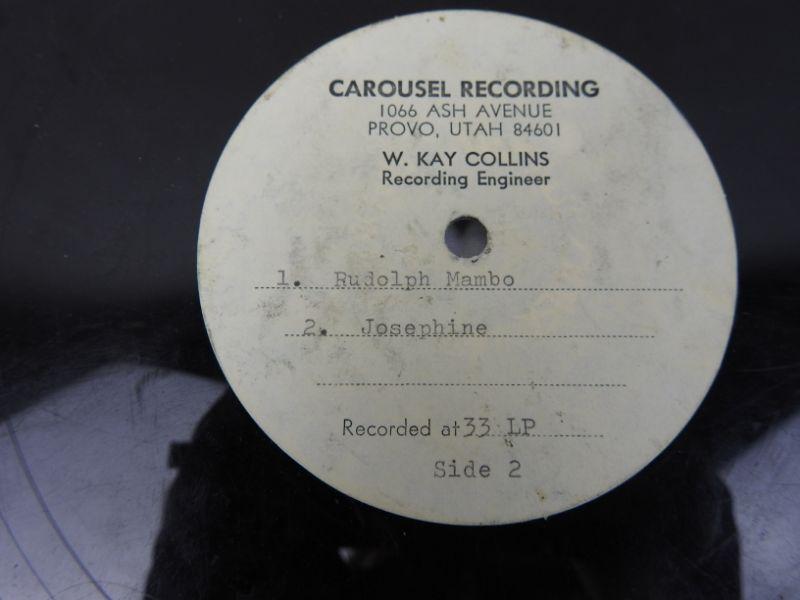 CAROUSEL RECORDING
1066 ASH AVENUE
PROVO, UTAH 84601
W. KAY COLLINS
Recording Engineer
1. Rudolph Mambo
2. Josephine
Recorded at 33 LP
Side 2